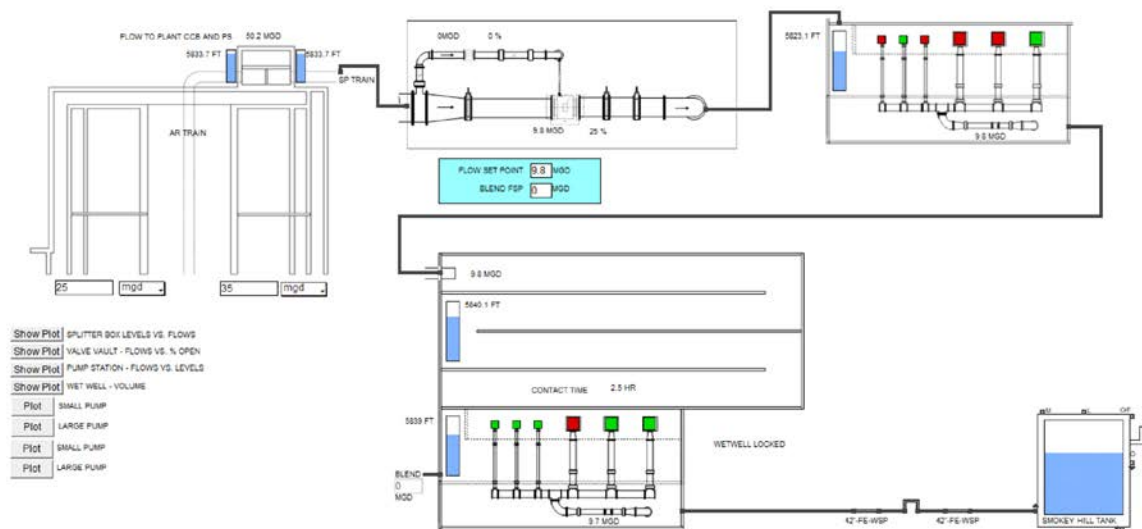 FLOW TO PLANT CCB AND PS
50.2 MGD
5833.7 FT
5833.7 FT
SP TRAIN
AR TRAIN
25 mgd
35 mgd
0MGD 0 %
9.8 MGD 25 %
FLOW SET POINT 9.8 MGD
BLEND FSP 0 MGD
5823.1 FT
9.8 MGD
9.8 MGD
5840.1 FT
CONTACT TIME 2.5 HR
5839 FT
WETWELL LOCKED
BLEND
0
MGD
9.7 MGD
42"-FE-WSP
42"-FE-WSP
SMOKEY HILL TANK
Show Plot SPLITTER BOX LEVELS VS. FLOWS
Show Plot VALVE VAULT - FLOWS VS. % OPEN
Show Plot PUMP STATION - FLOWS VS. LEVELS
Show Plot WET WELL - VOLUME
Plot SMALL PUMP
Plot LARGE PUMP
Plot SMALL PUMP
Plot LARGE PUMP